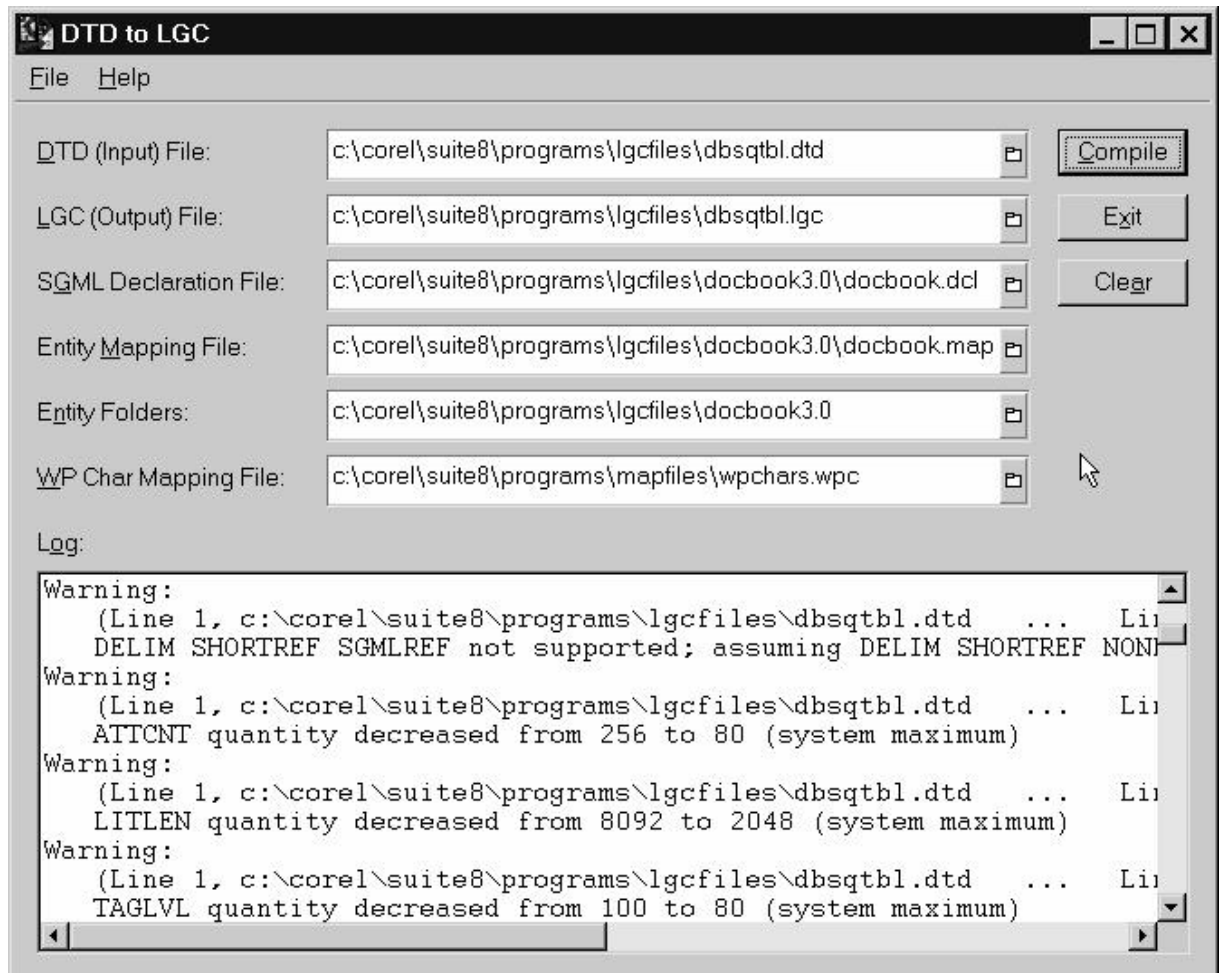 DTD to LGC
File Help
DTD (Input) File: c:\corel\suite8\programs\lgcfiles\dbsqtbl.dtd Compile
LGC (Output) File: c:\corel\suite8\programs\lgcfiles\dbsqtbl.lgc Exit
SGML Declaration File: c:\corel\suite8\programs\lgcfiles\docbook3.0\docbook.dcl Clear
Entity Mapping File: c:\corel\suite8\programs\lgcfiles\docbook3.0\docbook.map
Entity Folders: c:\corel\suite8\programs\lgcfiles\docbook3.0
WP Char Mapping File: c:\corel\suite8\programs\mapfiles\wpchars.wpc
Log:
Warning:
(Line 1, c:\corel\suite8\programs\lgcfiles\dbsqtbl.dtd ...
DELIM SHORTREF SGMLREF not supported; assuming DELIM SHORTREF
Warning:
(Line 1, c:\corel\suite8\programs\lgcfiles\dbsqtbl.dtd ...
ATTCNT quantity decreased from 256 to 80 (system maximum)
Warning:
(Line 1, c:\corel\suite8\programs\lgcfiles\dbsqtbl.dtd ...
LITLEN quantity decreased from 8092 to 2048 (system maximum)
Warning:
(Line 1, c:\corel\suite8\programs\lgcfiles\dbsqtbl.dtd ...
TAGLVL quantity decreased from 100 to 80 (system maximum)